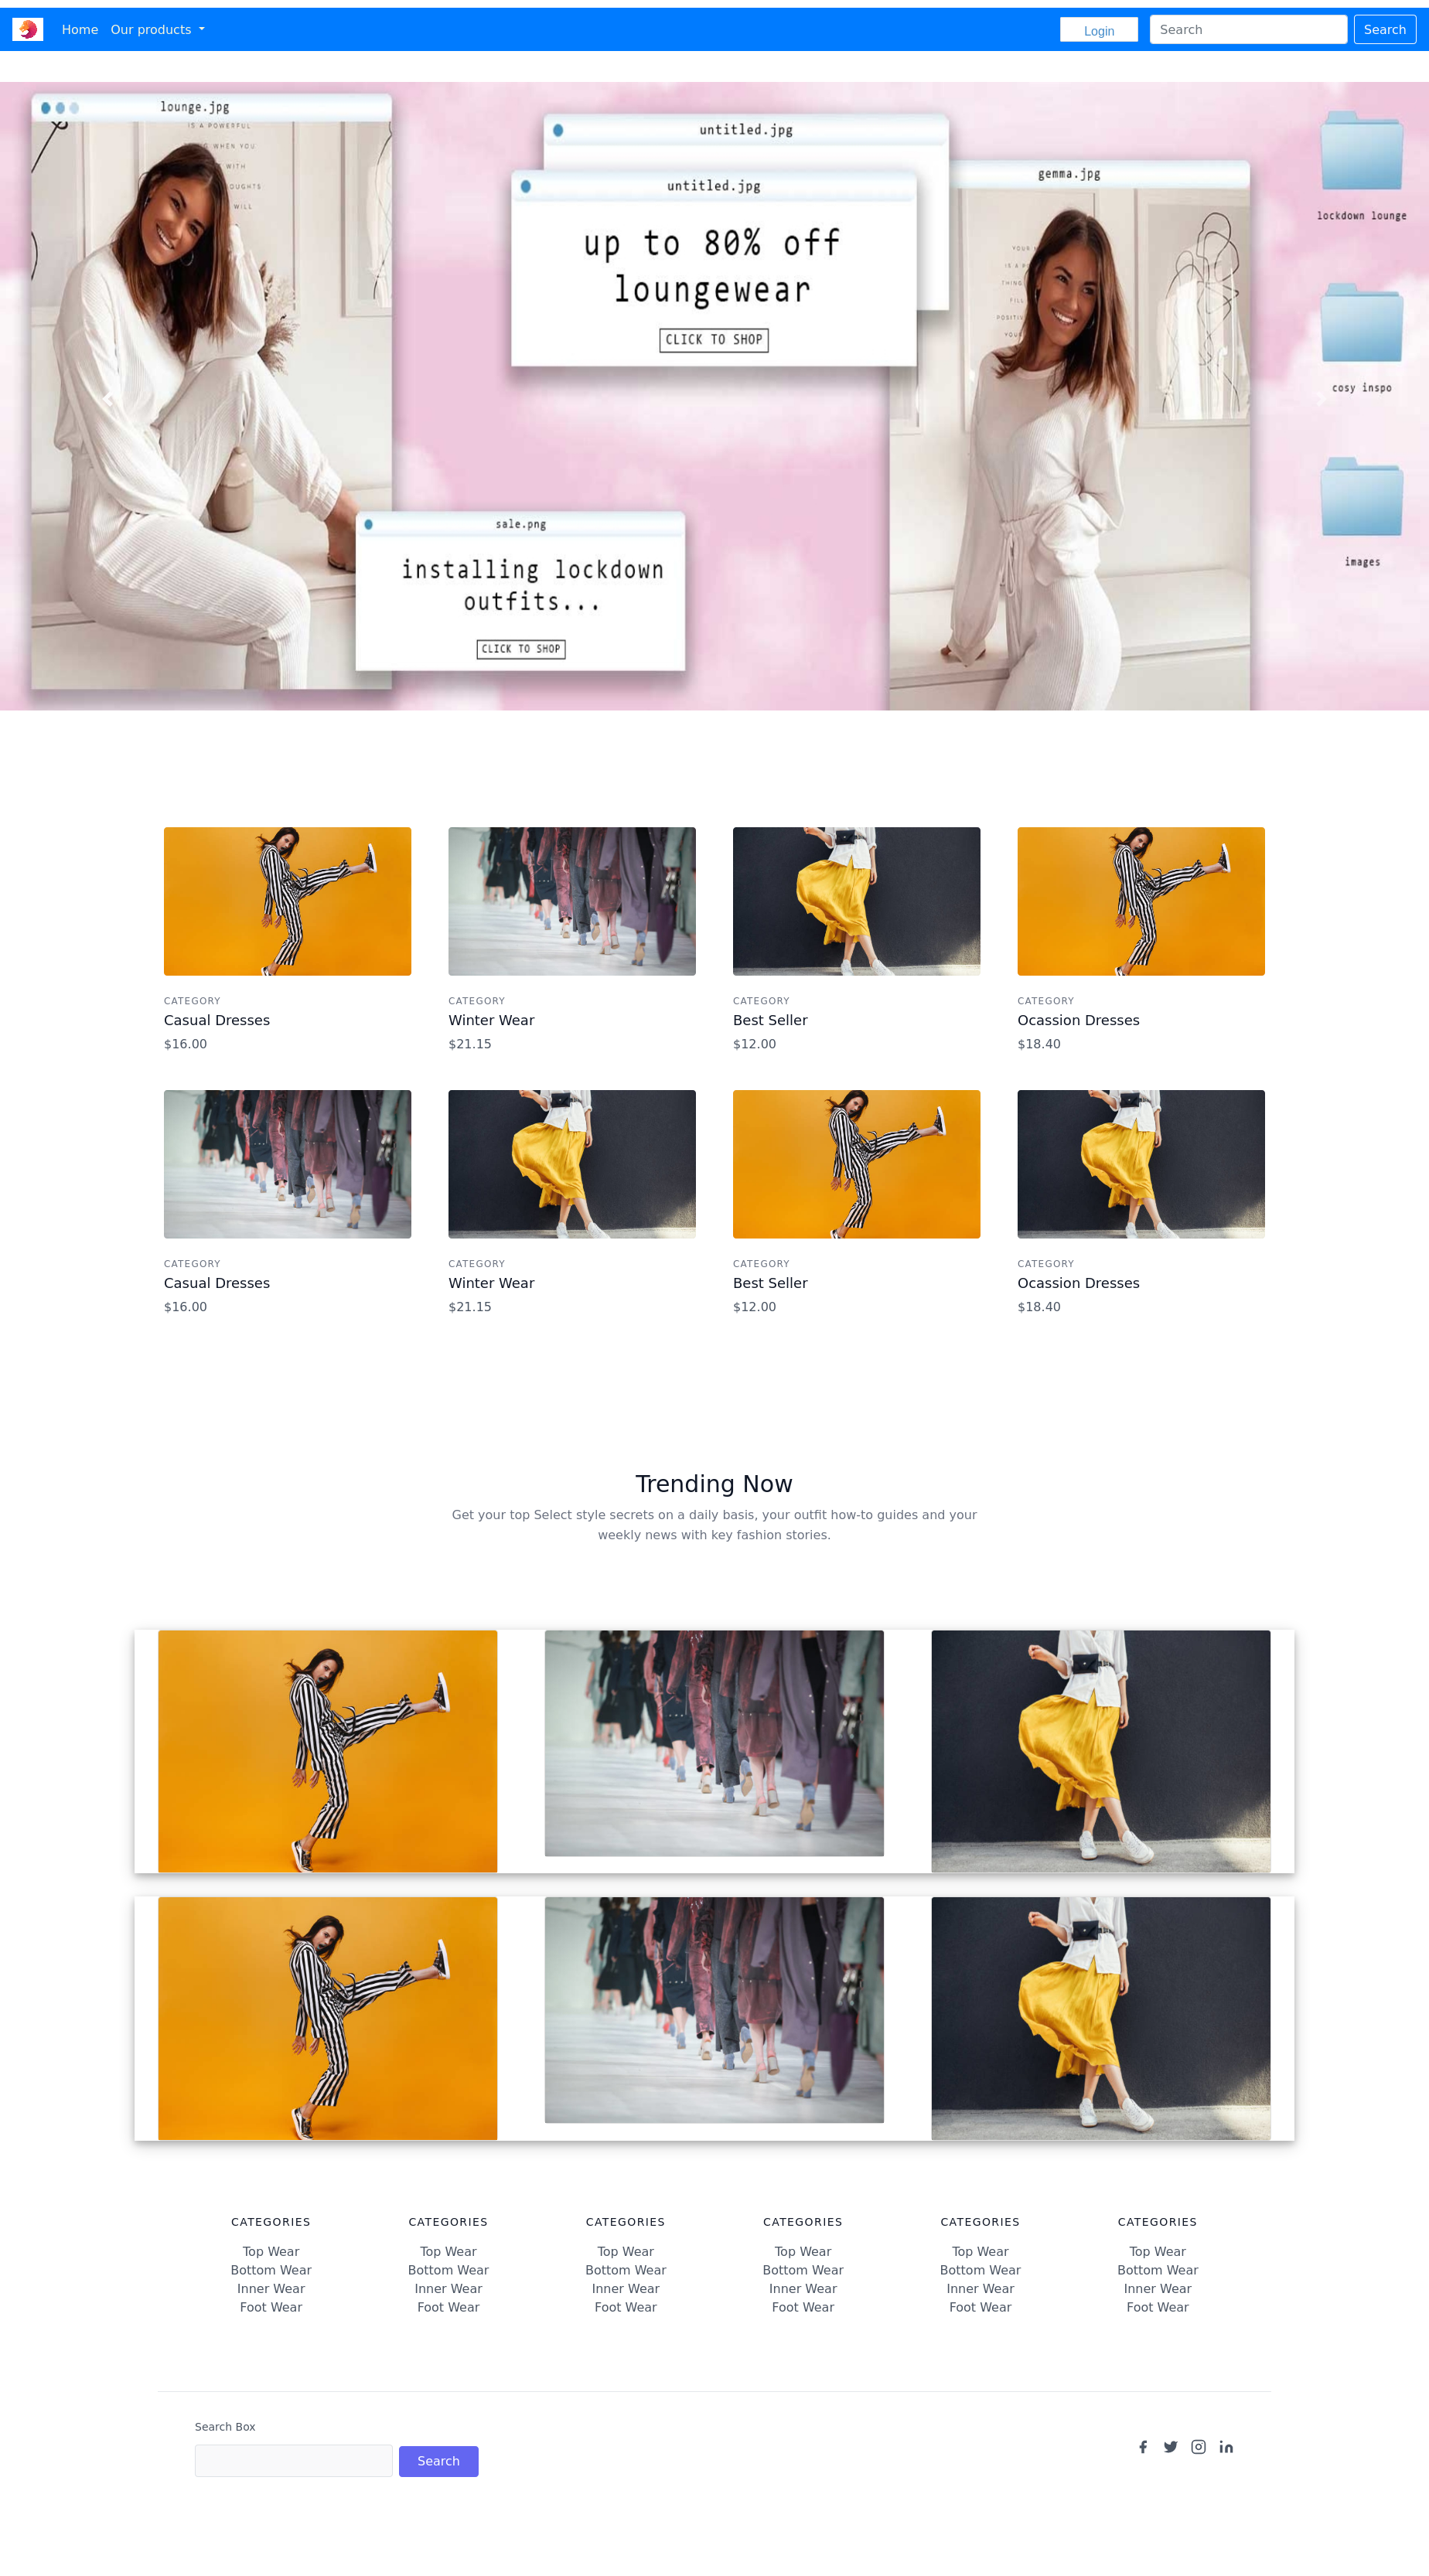 Home
Our products
Login
Search
Search
lounge.jpg
IS A POWERFUL
WHEN YOU
WITH
WILL
untitled.jpg
untitled.jpg
up to 80% off
loungewear
CLICK TO SHOP
gemma.jpg
lockdown lounge
cosy inspo
images
sale.png
installing lockdown
outfits...
CLICK TO SHOP
CATEGORY
Casual Dresses
$16.00
CATEGORY
Winter Wear
$21.15
CATEGORY
Best Seller
$12.00
CATEGORY
Ocassion Dresses
$18.40
CATEGORY
Casual Dresses
$16.00
CATEGORY
Winter Wear
$21.15
CATEGORY
Best Seller
$12.00
CATEGORY
Ocassion Dresses
$18.40
Trending Now
Get your top Select style secrets on a daily basis, your outfit how-to guides and your
weekly news with key fashion stories.
CATEGORIES
Top Wear
Bottom Wear
Inner Wear
Foot Wear
CATEGORIES
Top Wear
Bottom Wear
Inner Wear
Foot Wear
CATEGORIES
Top Wear
Bottom Wear
Inner Wear
Foot Wear
CATEGORIES
Top Wear
Bottom Wear
Inner Wear
Foot Wear
CATEGORIES
Top Wear
Bottom Wear
Inner Wear
Foot Wear
CATEGORIES
Top Wear
Bottom Wear
Inner Wear
Foot Wear
Search Box
Search